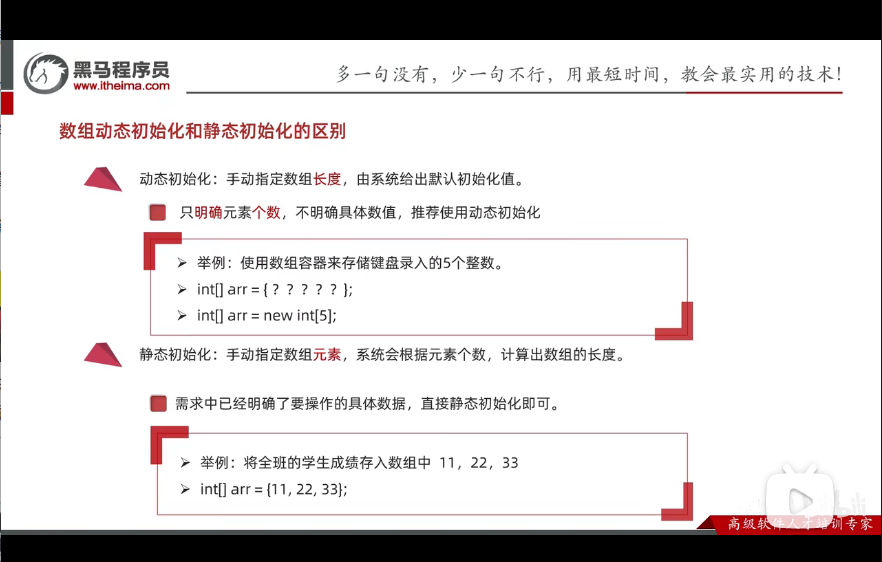 黑马程序员
www.itheima.com
多一句没有，少一句不行，用最短时间，教会最实用的技术！
数组动态初始化和静态初始化的区别
动态初始化：手动指定数组长度，由系统给出默认初始化值。
只明确元素个数，不明确具体数值，推荐使用动态初始化
举例：使用数组容器来存储键盘录入的5个整数。
int[] arr = { ？？？？？};
int[] arr = new int[5];
静态初始化：手动指定数组元素，系统会根据元素个数，计算出数组的长度。
需求中已经明确了要操作的具体数据，直接静态初始化即可。
举例：将全班的学生成绩存入数组中 11，22，33
int[] arr = {11, 22, 33};
高级软件人才培训专家